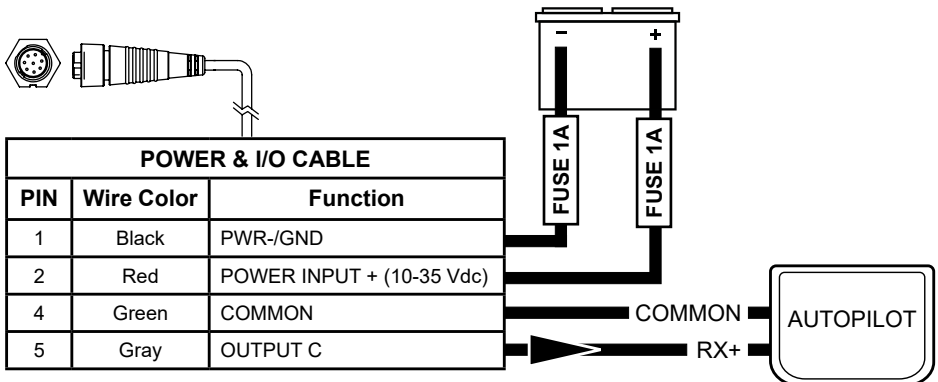 - +
FUSE 1A
FUSE 1A
POWER & I/O CABLE
PIN Wire Color Function
1 Black PWR-/GND
2 Red POWER INPUT + (10-35 Vdc)
4 Green COMMON
5 Gray OUTPUT C
COMMON
RX+
AUTOPILOT